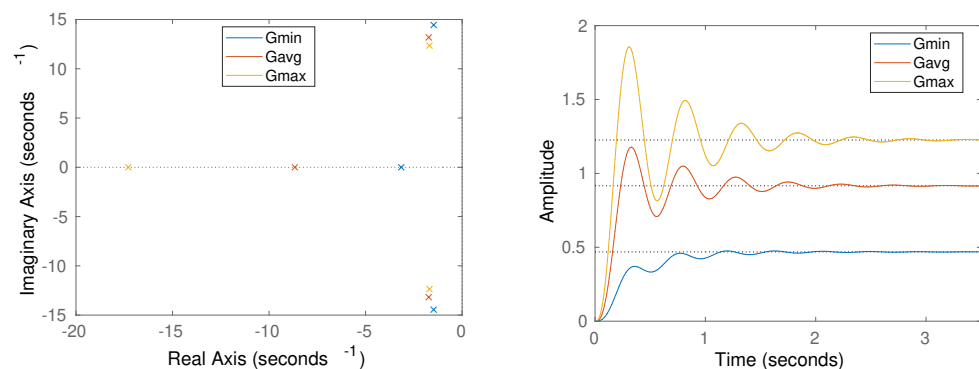 15
10
5
0
-5
-10
-15
-20
-15
-10
-5
0
Imaginary Axis (seconds -1)
Real Axis (seconds -1)
Gmin
Gavg
Gmax
2
1.5
1
0.5
0
0
1
2
3
Amplitude
Time (seconds)
Gmin
Gavg
Gmax